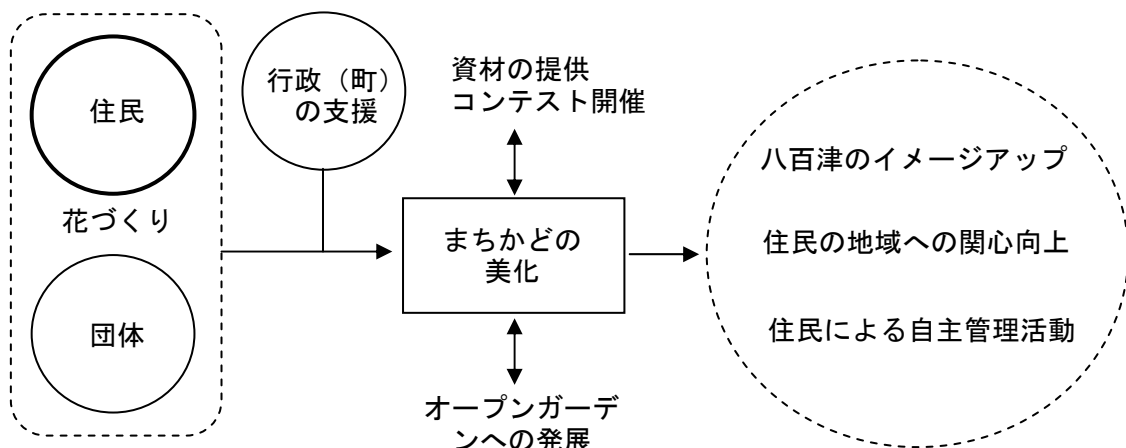 住民
花づくり
団体
行政（町）
の支援
資材の提供
コンテスト開催
まちかどの
美化
オープンガーデ
ンへの発展
八百津のイメージアップ
住民の地域への関心向上
住民による自主管理活動